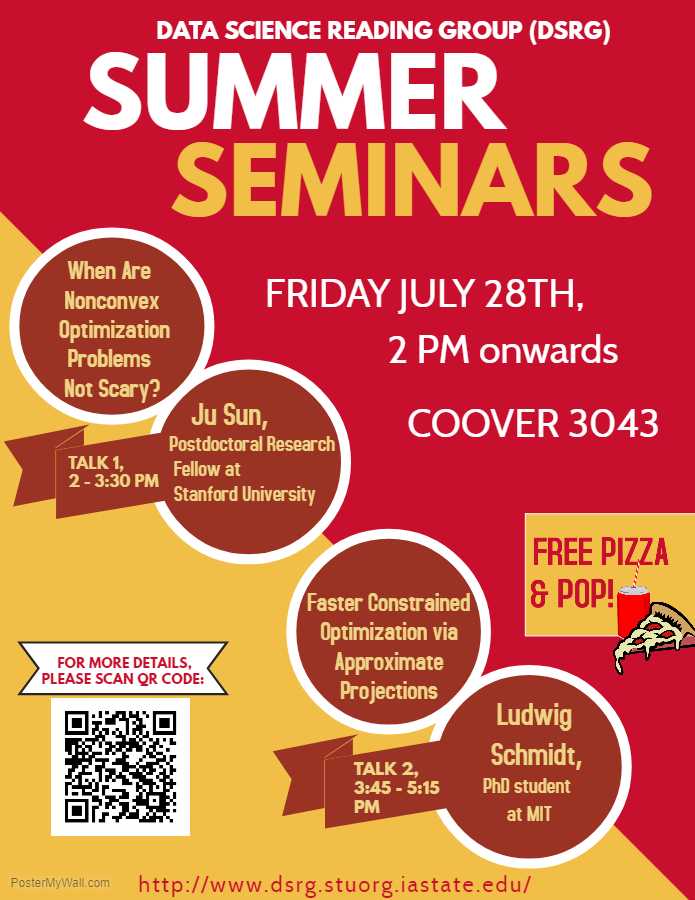 DATA SCIENCE READING GROUP (DSRG)
SUMMER
SEMINARS
FRIDAY JULY 28TH,
2 PM onwards
COOVER 3043
When Are
Nonconvex
Optimization
Problems
Not Scary?
Ju Sun,
Postdoctoral Research
Fellow at
Stanford University
TALK 1,
2 - 3:30 PM
FREE PIZZA
& POP!
Faster Constrained
Optimization via
Approximate
Projections
Ludwig
Schmidt,
PhD student
at MIT
TALK 2,
3:45 - 5:15
PM
FOR MORE DETAILS,
PLEASE SCAN QR CODE:
PosterMyWall.com
http://www.dsrg.stuorg.iastate.edu/